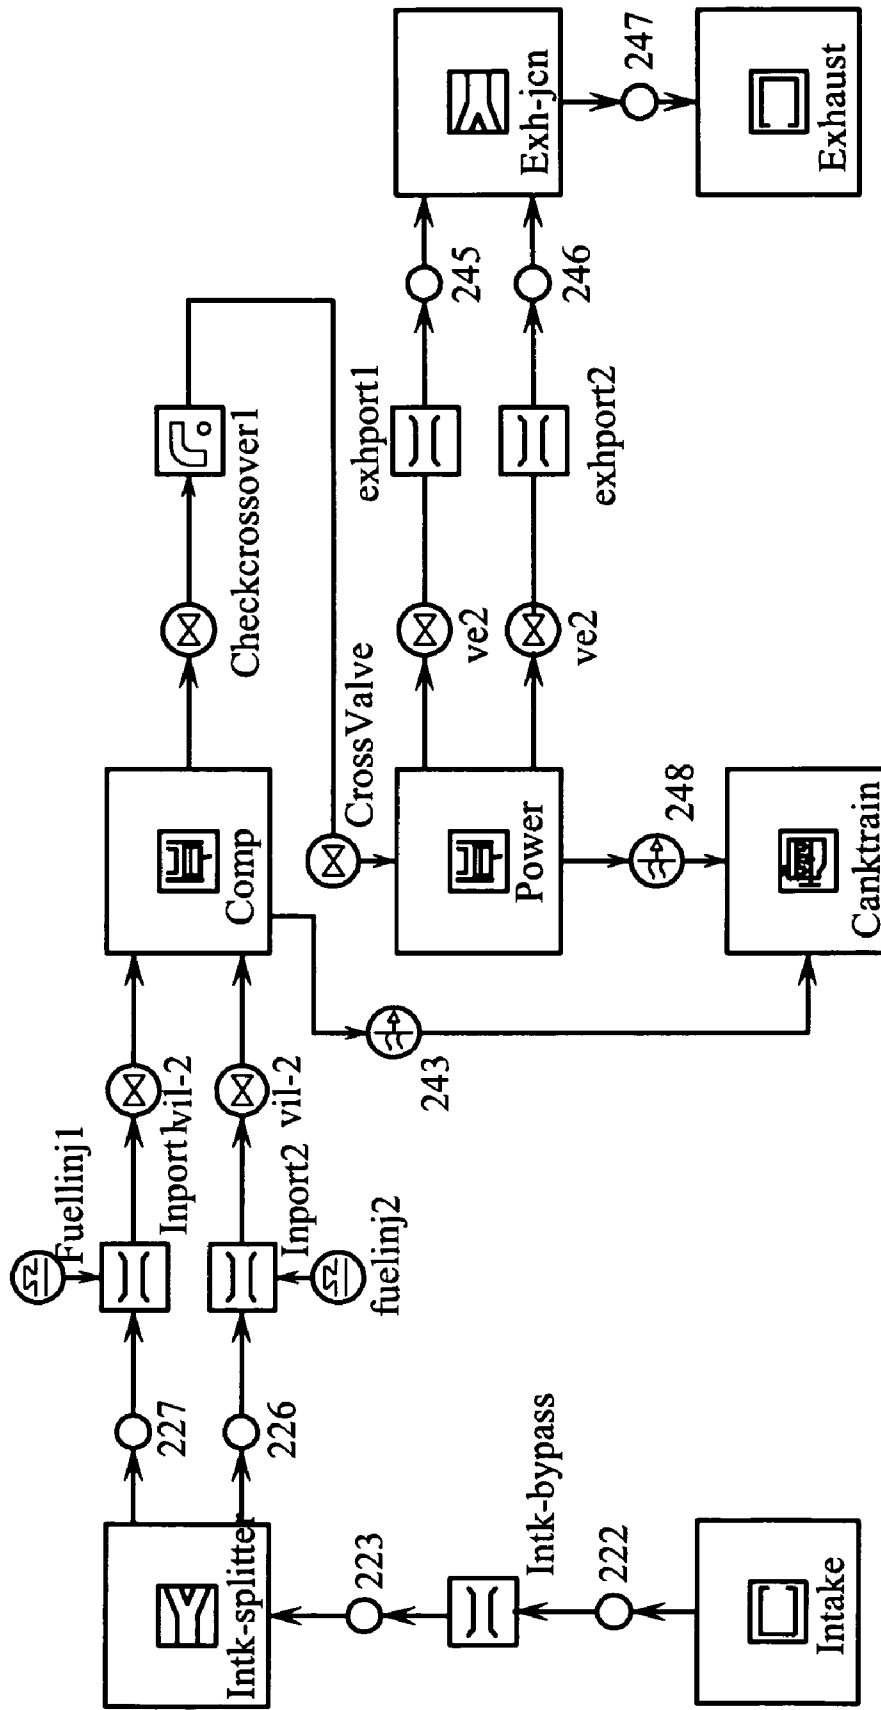 Fuellinj1
Inport1
vil-2
227
Inport2
vil-2
226
fuelinj2
Intk-splitter
223
Intk-bypass
222
Intake
Comp
243
Checkcrossover1
CrossValve
Power
248
Canktrain
ve2
ve2
exhport1
exhport2
245
246
Exh-jcn
247
Exhaust